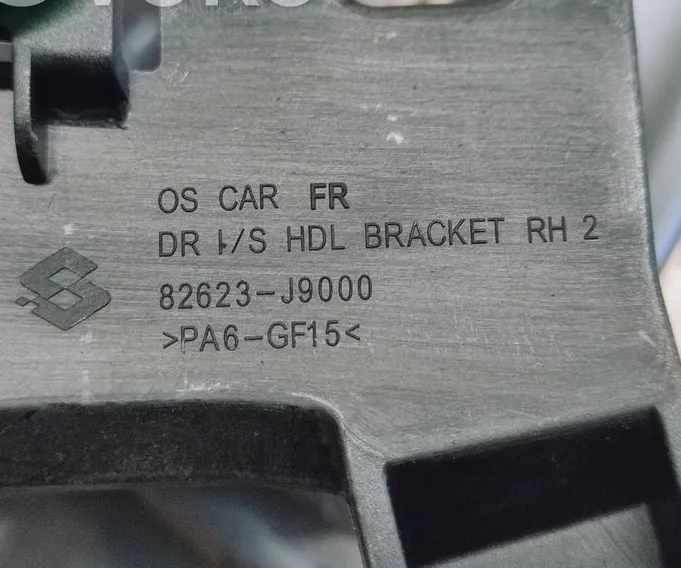 OS CAR FR
DR I/S HDL BRACKET RH 2
82623-J9000
>PA6-GF15<